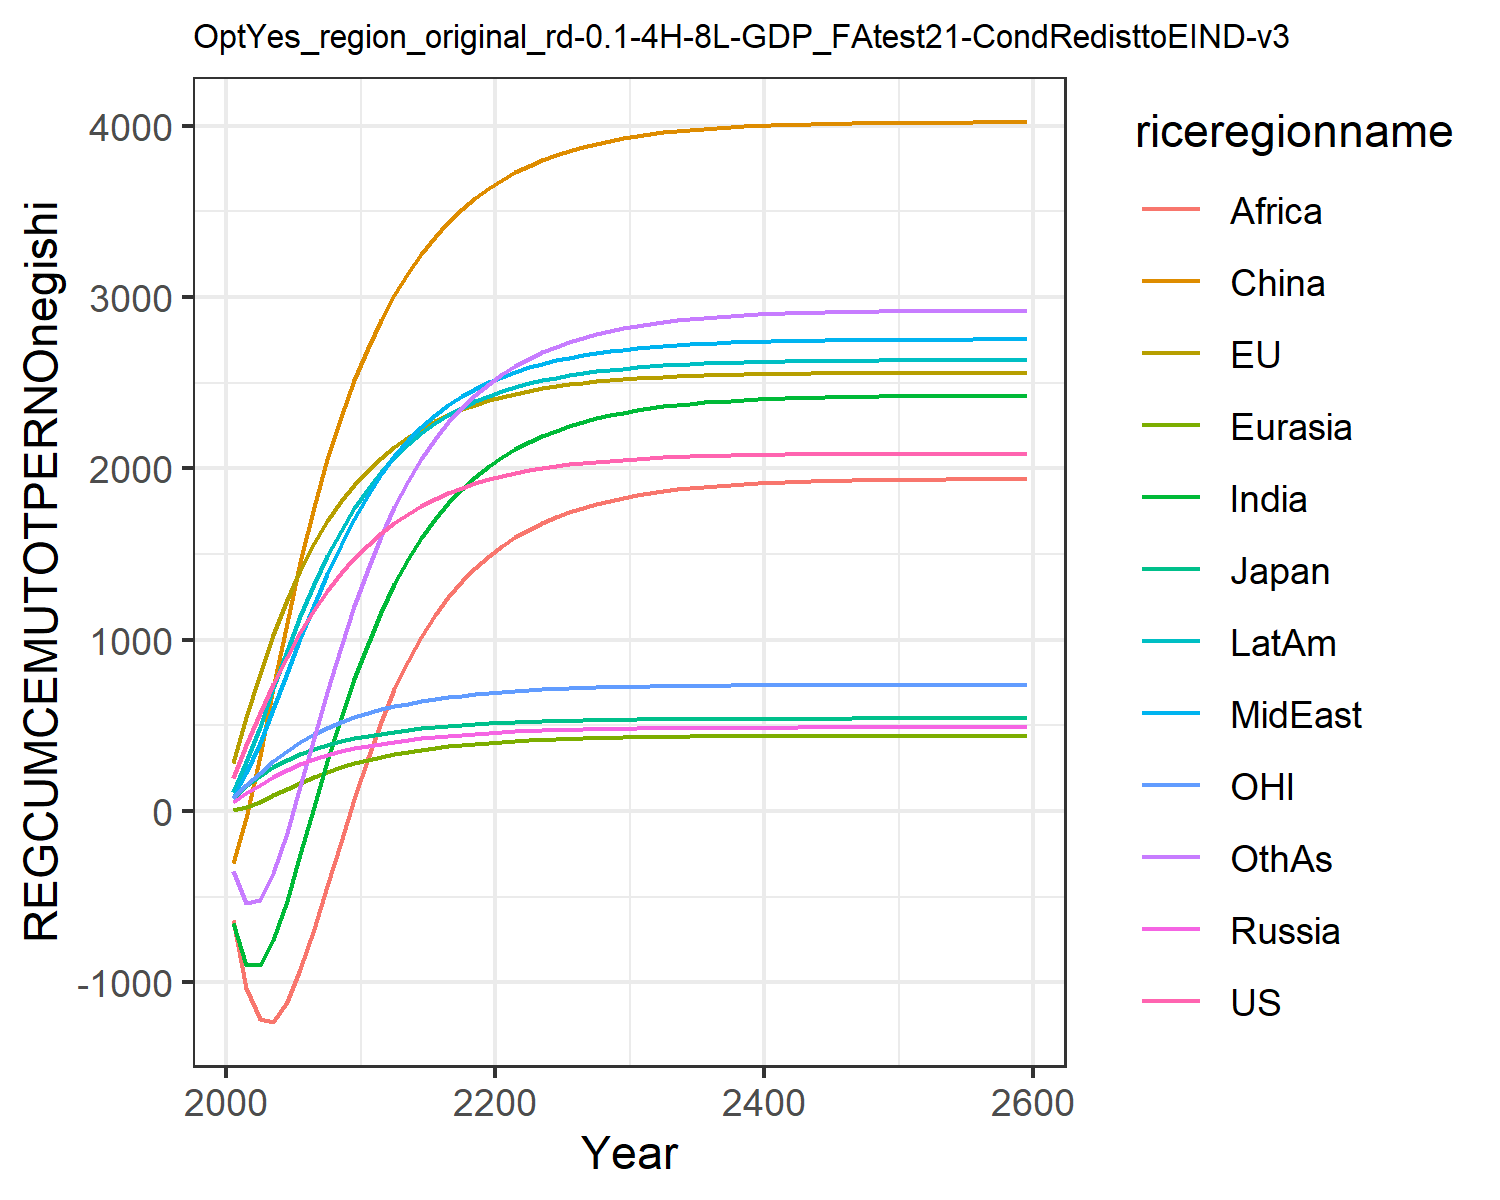 OptYes_region_original_rd-0.1-4H-8L-GDP_FAtest21-CondRedisttoEIND-v3
REGCUMCEMUTOTPERNOnegishi
4000
3000
2000
1000
0
-1000
2000
2200
2400
2600
Year
riceregionname
Africa
China
EU
Eurasia
India
Japan
LatAm
MidEast
OHI
OthAs
Russia
US